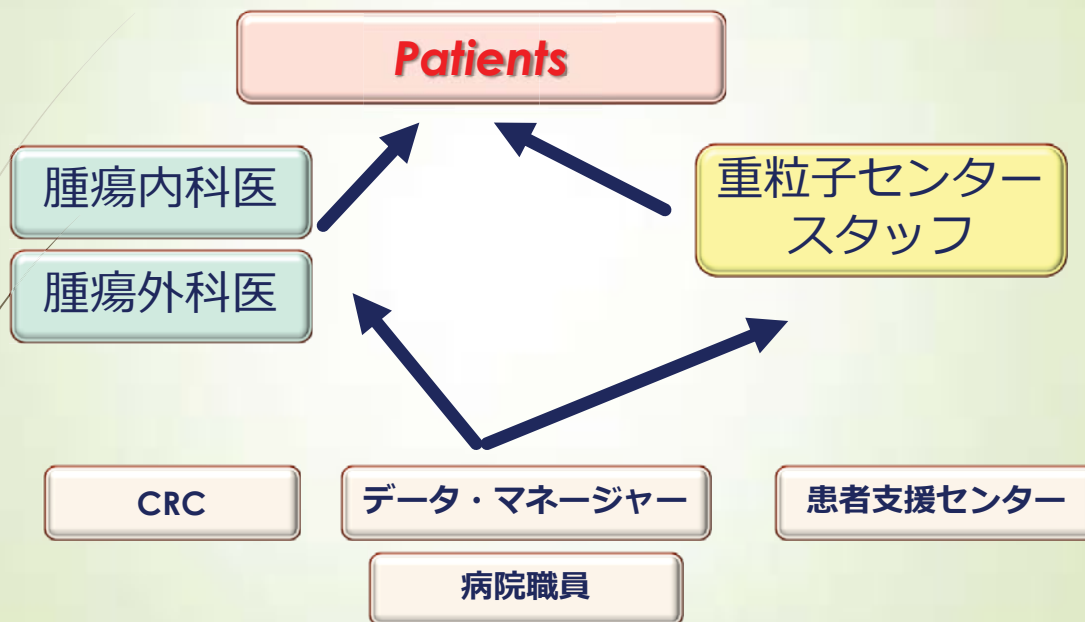 Patients
腫瘍内科医
腫瘍外科医
重粒子センター
スタッフ
CRC
データ・マネージャー
患者支援センター
病院職員